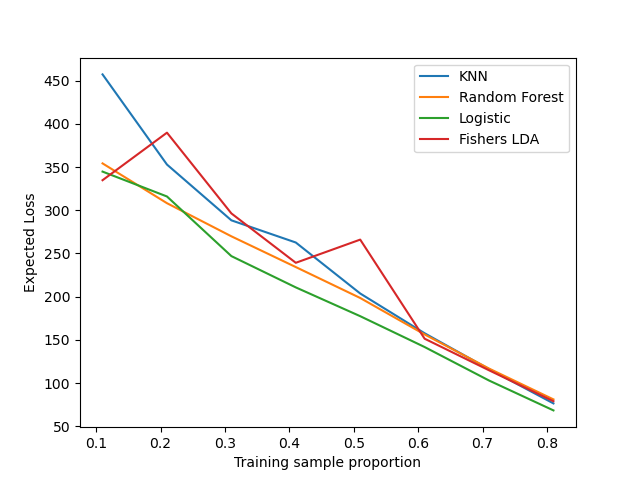 KNN
Random Forest
Logistic
Fishers LDA
Expected Loss
450
400
350
300
250
200
150
100
50
0.1 0.2 0.3 0.4 0.5 0.6 0.7 0.8
Training sample proportion